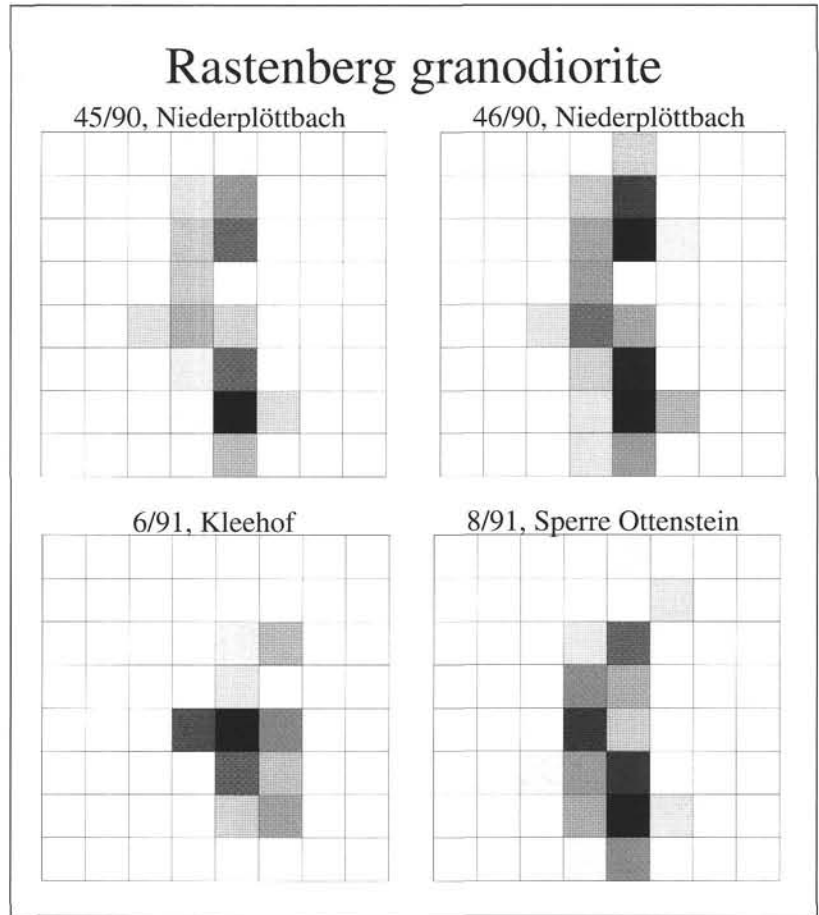 Rastenberg granodiorite
45/90, Niederplöttbach
46/90, Niederplöttbach
6/91, Kleehof
8/91, Sperre Ottenstein